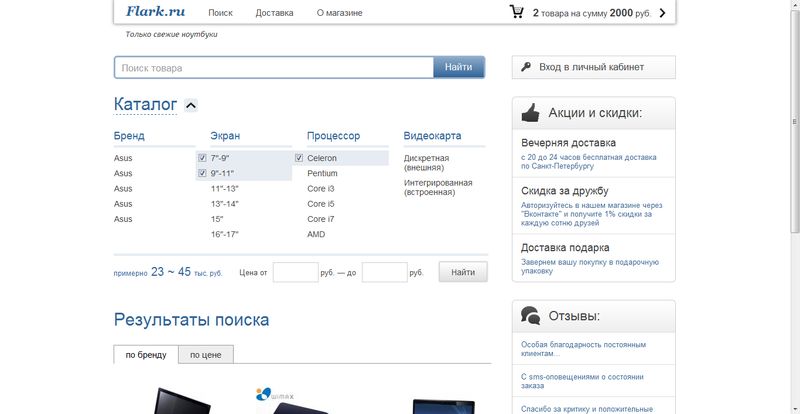 Flark.ru Поиск Доставка О магазине 2 товара на сумму 2000 руб.
Только свежие ноутбуки
Поиск товара Найти Вход в личный кабинет
Каталог
Бренд Экран Процессор Видеокарта
Asus 7"-9" Celeron Дискретная
(внешняя)
Asus 9"-11" Pentium
Интегрированная
(встроенная)
Asus 11"-13" Core i3
Asus 13"-14" Core i5
Asus 15" Core i7
16"-17" AMD
примерно 23 ~ 45 тыс. руб. Цена от руб. — до руб. Найти
Результаты поиска
по бренду по цене
wimax
Акции и скидки:
Вечерняя доставка
с 20 до 24 часов бесплатная доставка
по Санкт-Петербургу
Скидка за дружбу
Авторизуйтесь в нашем магазине через
"Вконтакте" и получите 1% скидки за
каждую сотню друзей
Доставка подарка
Завернем вашу покупку в подарочную
упаковку
Отзывы:
Особая благодарность постоянным
клиентам...
С sms-оповещениями о состоянии
заказа
Спасибо за критику и положительные